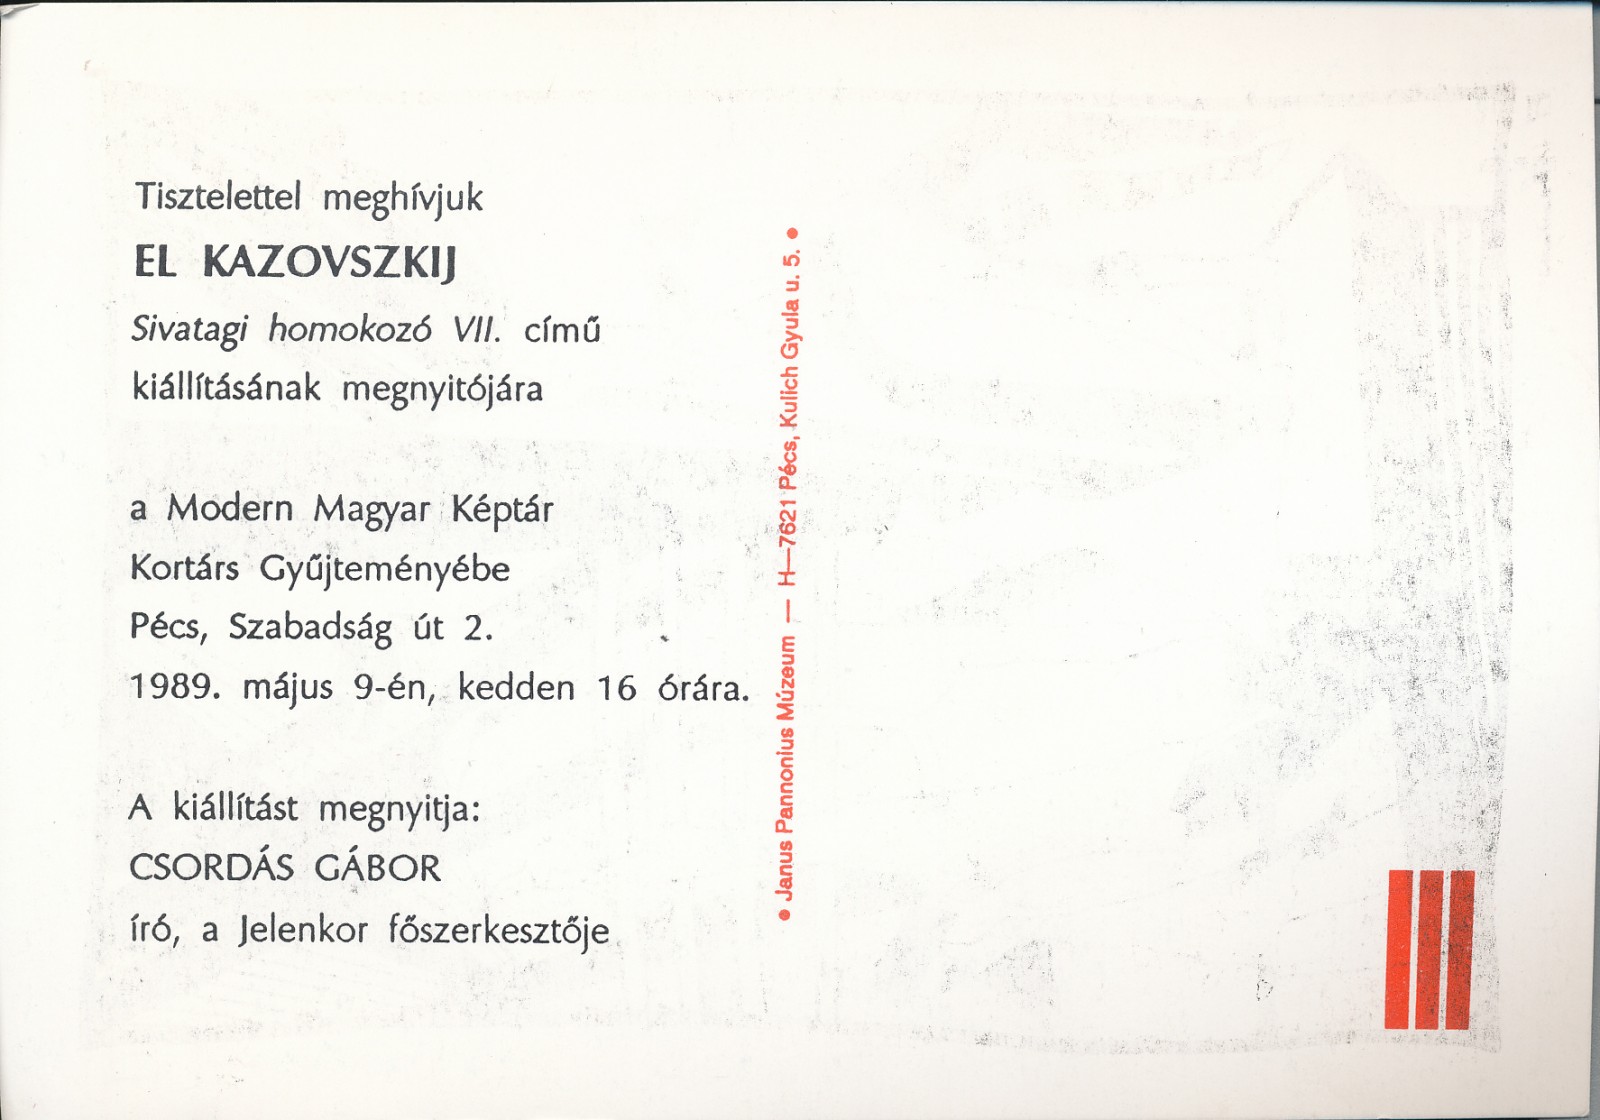 Tisztelettel meghívjuk
EL KAZOVSZKIJ
Sivatagi homokozó VII. című
kiállításának megnyitójára
a Modern Magyar Képtár
Kortárs Gyűjteményébe
Pécs, Szabadság út 2.
1989. május 9-én, kedden 16 órára.
A kiállítást megnyitja:
CSORDÁS GÁBOR
író, a Jelenkor főszerkesztője
• Janus Pannonius Múzeum — H—7621 Pécs, Kulich Gyula u. 5. •